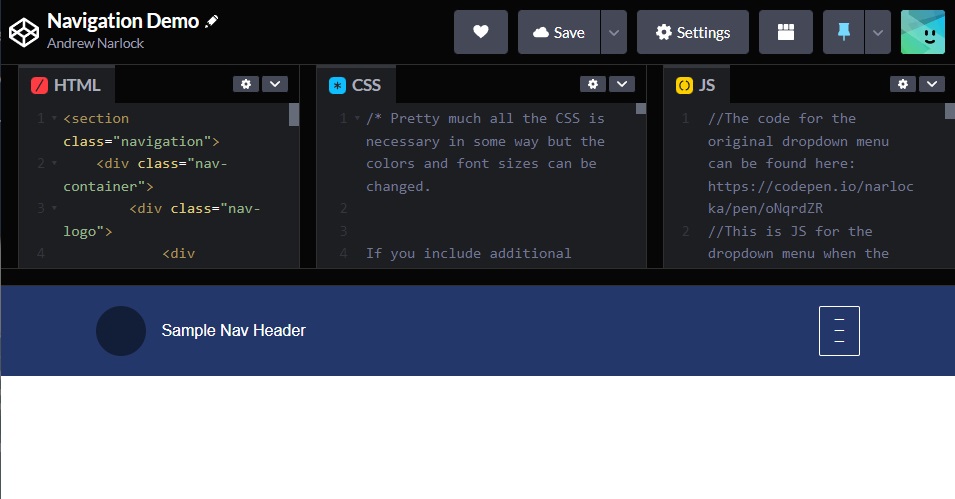 Navigation Demo
Andrew Narlock
Save
Settings
HTML
1 <section
class="navigation">
2 <div class="nav-
container">
3 <div class="nav-
logo">
4 <div
CSS
1 /* Pretty much all the CSS is
necessary in some way but the
colors and font sizes can be
changed.
2
3
4 If you include additional
JS
1 //The code for the
original dropdown menu
can be found here:
https://codepen.io/narloc
ka/pen/oNqrdZR
2 //This is JS for the
dropdown menu when the
Sample Nav Header